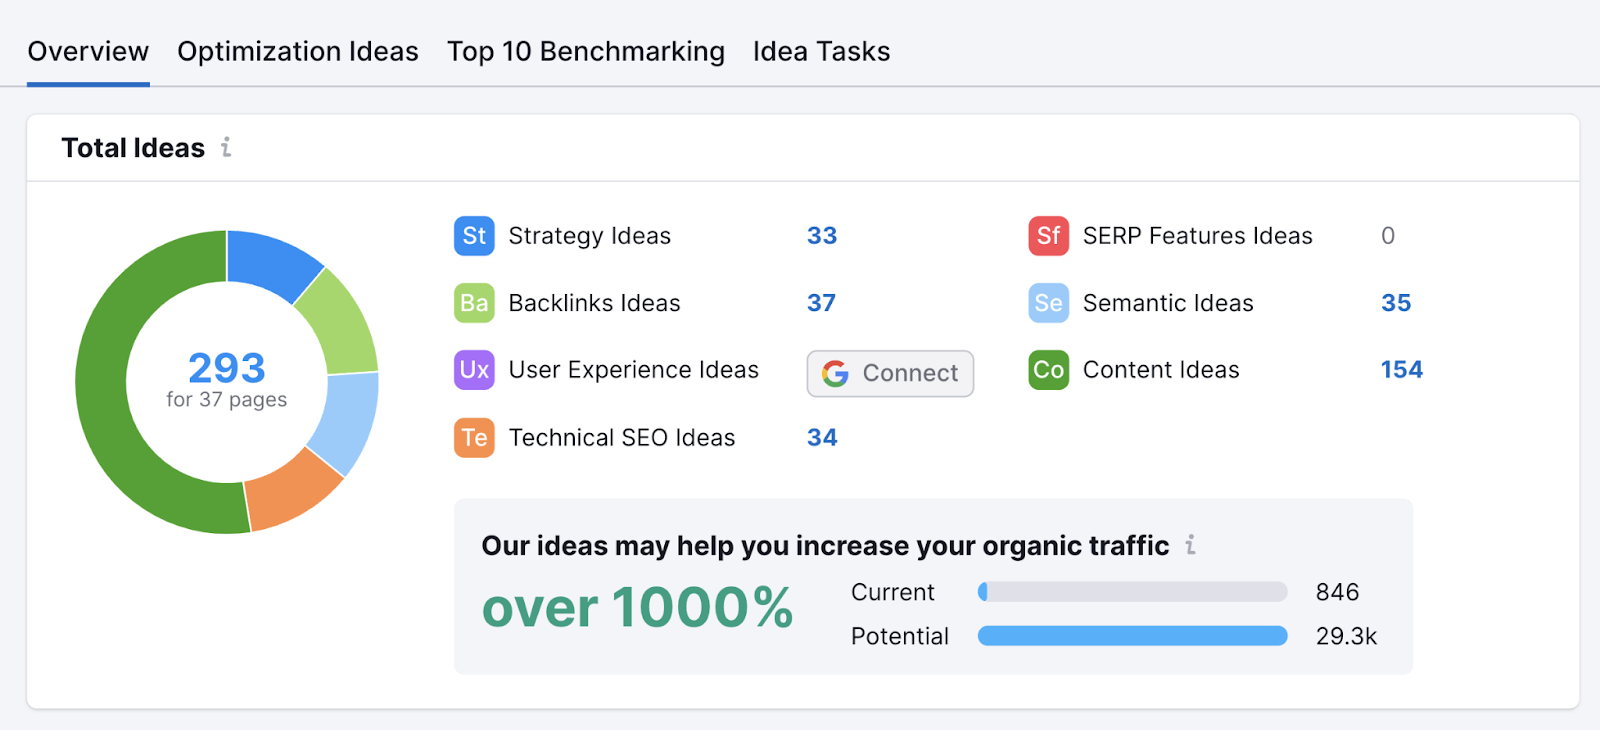 Overview Optimization Ideas Top 10 Benchmarking Idea Tasks
Total Ideas i
293
for 37 pages
St Strategy Ideas 33
Ba Backlinks Ideas 37
Ux User Experience Ideas G Connect
Te Technical SEO Ideas 34
Sf SERP Features Ideas 0
Se Semantic Ideas 35
Co Content Ideas 154
Our ideas may help you increase your organic traffic i
over 1000%
Current 846
Potential 29.3k